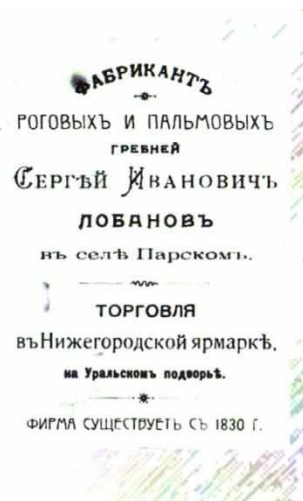 ФАБРИКАНТЪ
РОГОВЫХЪ И ПАЛЬМОВЫХЪ
ГРЕБНЕЙ
СЕРГѢЙ ИВАНОВИЧЪ
ЛОБАНОВЪ
въ селѣ Парскомъ.
ТОРГОВЛЯ
въ Нижегородской ярмаркѣ,
на Уральскомъ подворьѣ.
ФИРМА СУЩЕСТВУЕТЪ СЪ 1830 Г.